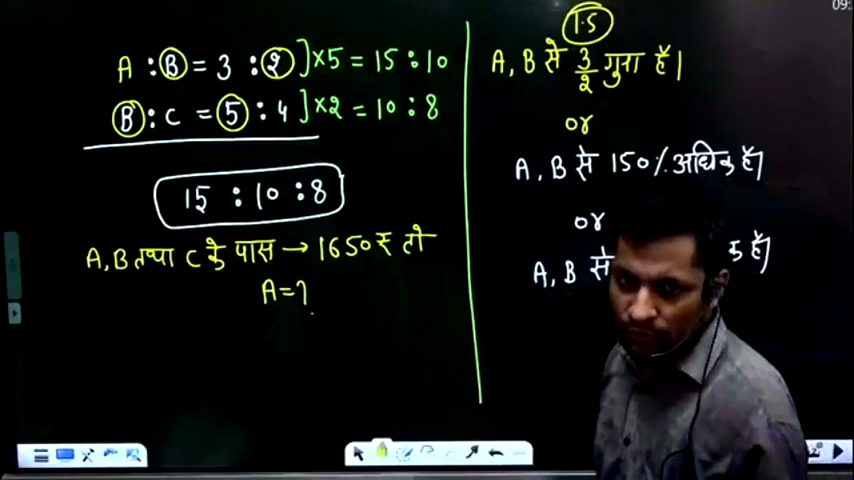 A : B = 3 : 2 ] ×5 = 15 : 10
B : C = 5 : 4 ] ×2 = 10 : 8
15 : 10 : 8
A, B तथा C के पास → 1650 ₹ तो
A = ?
1.5
A, B से 3/2 गुना है।
or
A, B से 150% अधिक है।
or
A, B से क है।
09: